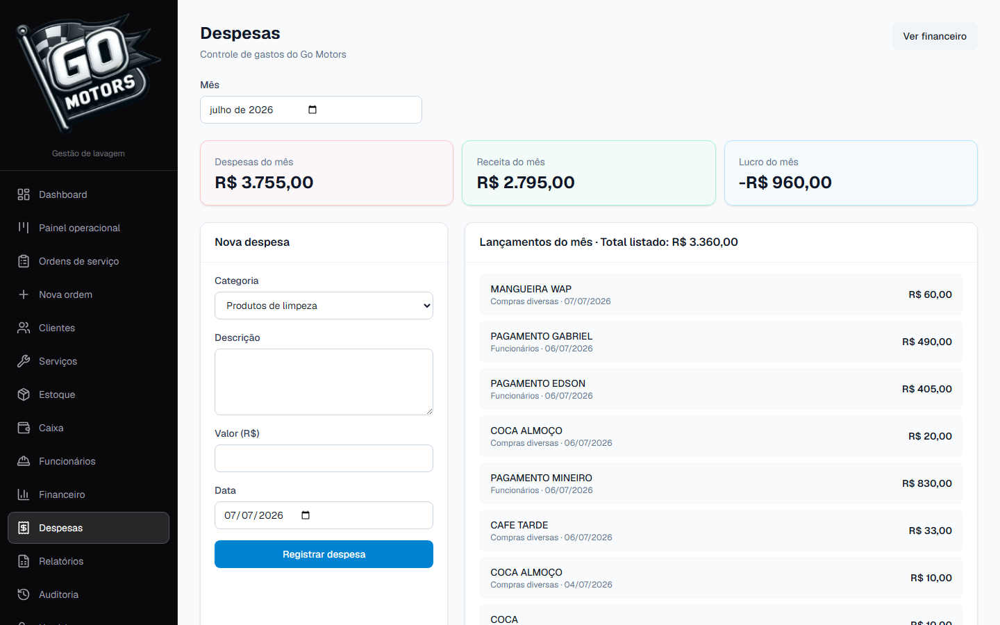 GO
MOTORS
Gestão de lavagem
Dashboard
Painel operacional
Ordens de serviço
Nova ordem
Clientes
Serviços
Estoque
Caixa
Funcionários
Financeiro
Despesas
Relatórios
Auditoria
Despesas
Controle de gastos do Go Motors
Ver financeiro
Mês
julho de 2026
Despesas do mês
R$ 3.755,00
Receita do mês
R$ 2.795,00
Lucro do mês
-R$ 960,00
Nova despesa
Categoria
Produtos de limpeza
Descrição
Valor (R$)
Data
07/07/2026
Registrar despesa
Lançamentos do mês · Total listado: R$ 3.360,00
MANGUEIRA WAP
Compras diversas · 07/07/2026
R$ 60,00
PAGAMENTO GABRIEL
Funcionários · 06/07/2026
R$ 490,00
PAGAMENTO EDSON
Funcionários · 06/07/2026
R$ 405,00
COCA ALMOÇO
Compras diversas · 06/07/2026
R$ 20,00
PAGAMENTO MINEIRO
Funcionários · 06/07/2026
R$ 830,00
CAFE TARDE
Compras diversas · 06/07/2026
R$ 33,00
COCA ALMOÇO
Compras diversas · 04/07/2026
R$ 10,00
COCA
R$ 10,00